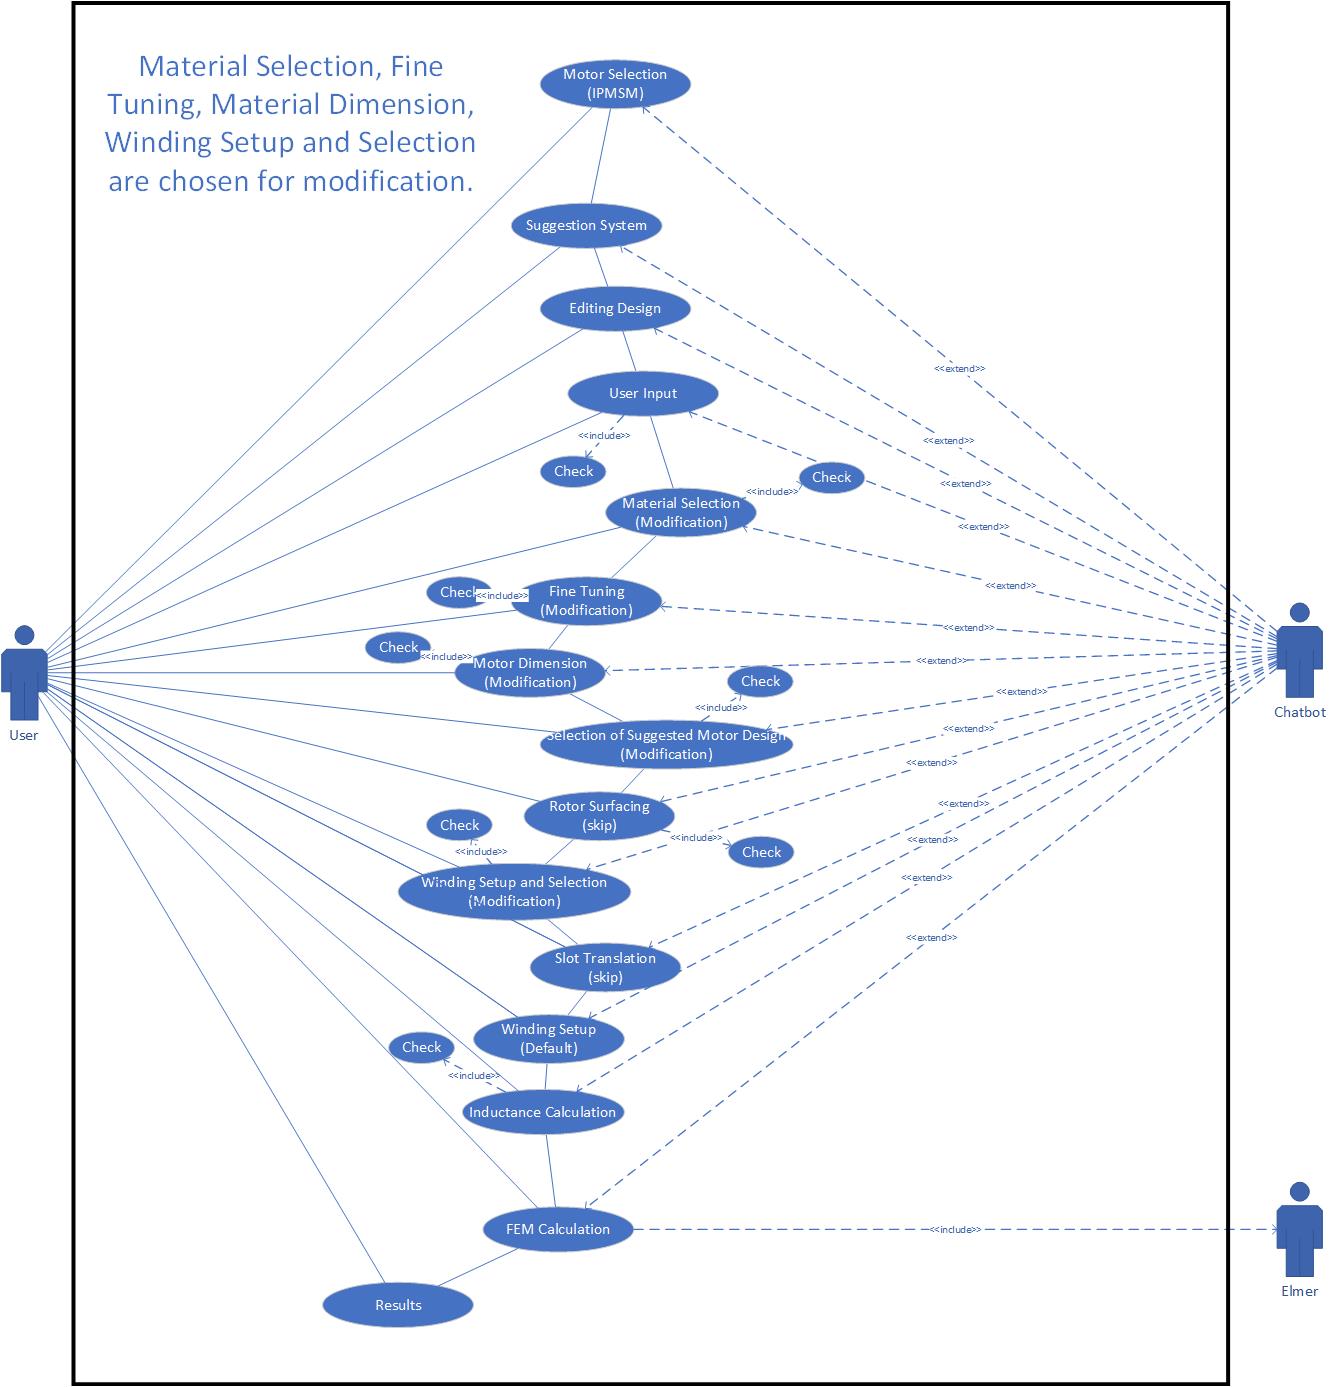 Material Selection, Fine
Tuning, Material Dimension,
Winding Setup and Selection
are chosen for modification.
Motor Selection
(IPMSM)
Suggestion System
Editing Design
<<extend>>
User Input
<<include>>
<<extend>>
Check
Check
<<extend>>
<<include>>
Material Selection
(Modification)
<<extend>>
<<extend>>
Check
<<include>>
Fine Tuning
(Modification)
<<extend>>
Check
<<include>>
Motor Dimension
(Modification)
<<extend>>
Check
<<extend>>
<<include>>
User
Chatbot
Selection of Suggested Motor Design
(Modification)
<<extend>>
<<extend>>
Rotor Surfacing
(skip)
<<extend>>
Check
<<include>>
<<include>>
Check
<<extend>>
Winding Setup and Selection
(Modification)
<<extend>>
<<extend>>
Slot Translation
(skip)
Winding Setup
(Default)
Check
<<include>>
Inductance Calculation
FEM Calculation
<<include>>
Elmer
Results